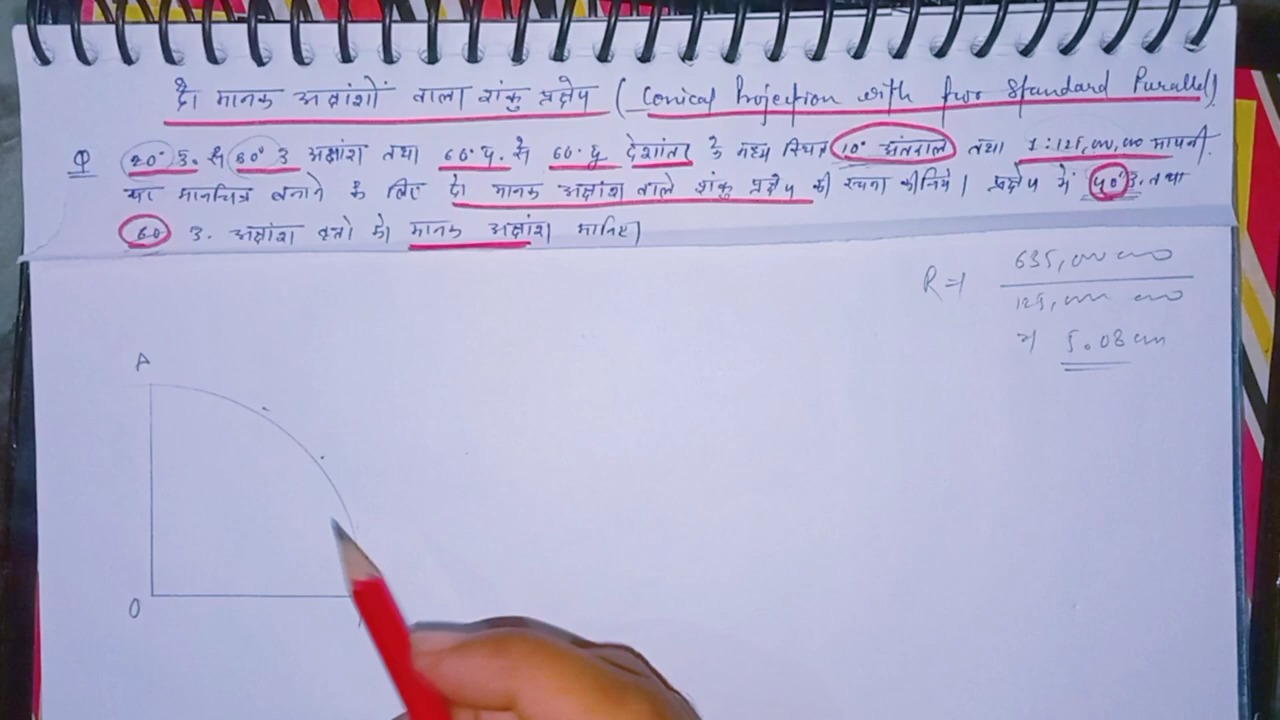 दो मानक अक्षांशों वाला शंकु प्रक्षेप (Conical Projection with two Standard Parallel)
Q 20° उ. से 80° उ अक्षांश तथा 60° प. से 60° पू देशांतर के मध्य स्थित 10° अंतराल तथा 1:125,000,000 मापनी.
का मानचित्र बनाने के लिए दो मानक अक्षांश वाले शंकु प्रक्षेप की रचना कीजिये। प्रक्षेप में 40° उ. तथा
60 उ. अक्षांश वृत्तो को मानक अक्षांश मानिए।
R ⇒ 635,000,000
125,000,000
⇒ 5.08 cm
A
O